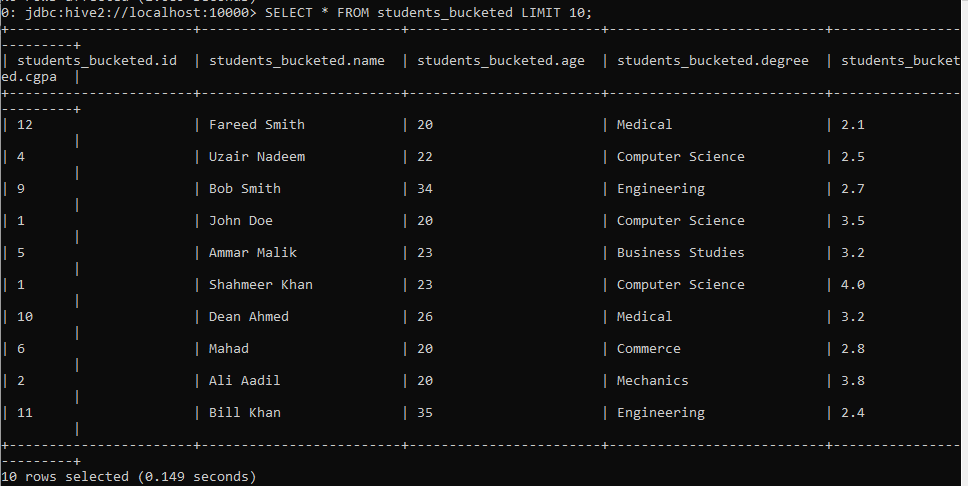 0: jdbc:hive2://localhost:10000> SELECT * FROM students_bucketed LIMIT 10;
+------------------------+-------------------------+------------------------+---------------------------+----------------
---------+
| students_bucketed.id  | students_bucketed.name  | students_bucketed.age  | students_bucketed.degree  | students_bucket
ed.cgpa  |
+------------------------+-------------------------+------------------------+---------------------------+----------------
---------+
| 12                    | Fareed Smith            | 20                     | Medical                   | 2.1
         |
| 4                     | Uzair Nadeem            | 22                     | Computer Science          | 2.5
         |
| 9                     | Bob Smith               | 34                     | Engineering               | 2.7
         |
| 1                     | John Doe                | 20                     | Computer Science          | 3.5
         |
| 5                     | Ammar Malik             | 23                     | Business Studies          | 3.2
         |
| 1                     | Shahmeer Khan           | 23                     | Computer Science          | 4.0
         |
| 10                    | Dean Ahmed              | 26                     | Medical                   | 3.2
         |
| 6                     | Mahad                   | 20                     | Commerce                  | 2.8
         |
| 2                     | Ali Aadil               | 20                     | Mechanics                 | 3.8
         |
| 11                    | Bill Khan               | 35                     | Engineering               | 2.4
         |
+------------------------+-------------------------+------------------------+---------------------------+----------------
---------+
10 rows selected (0.149 seconds)